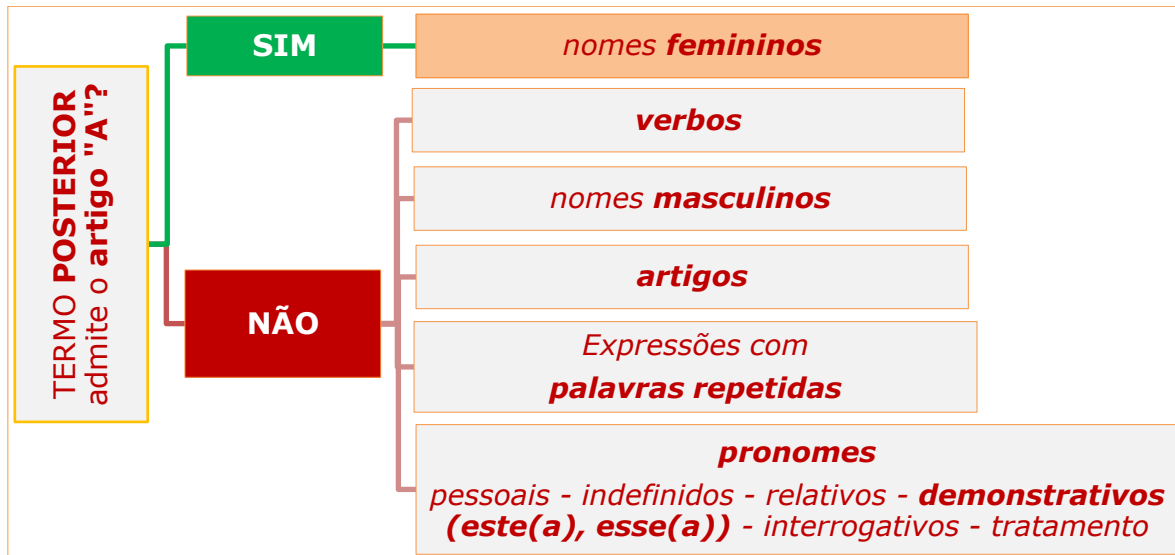 TERMO POSTERIOR
admite o artigo "A"?
SIM
nomes femininos
NÃO
verbos
nomes masculinos
artigos
Expressões com
palavras repetidas
pronomes
pessoais - indefinidos - relativos - demonstrativos
(este(a), esse(a)) - interrogativos - tratamento